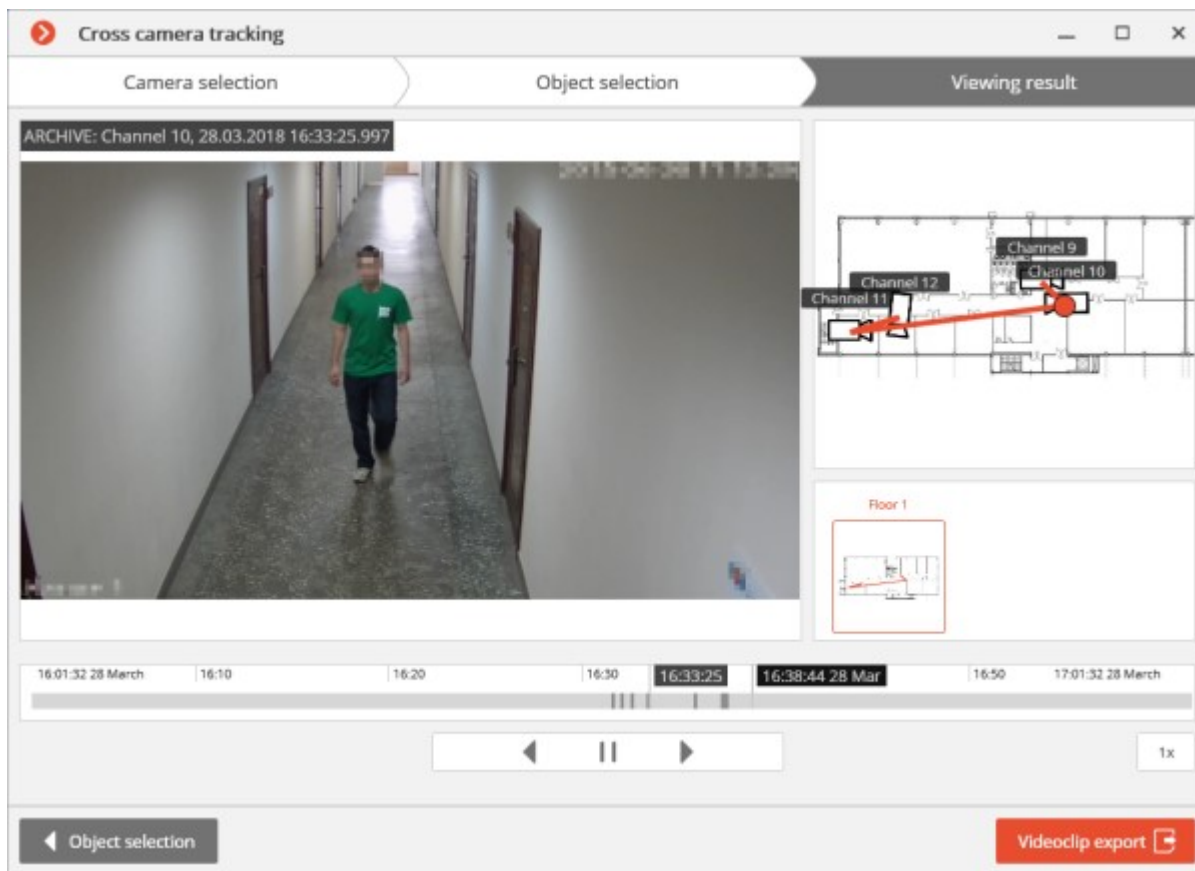 Cross camera tracking
Camera selection
Object selection
Viewing result
ARCHIVE: Channel 10, 28.03.2018 16:33:25.997
Channel 9
Channel 10
Channel 12
Channel 11
Floor 1
16:01:32 28 March 16:10 16:20 16:30 16:33:25 16:38:44 28 Mar 16:50 17:01:32 28 March
1x
Object selection
Videoclip export